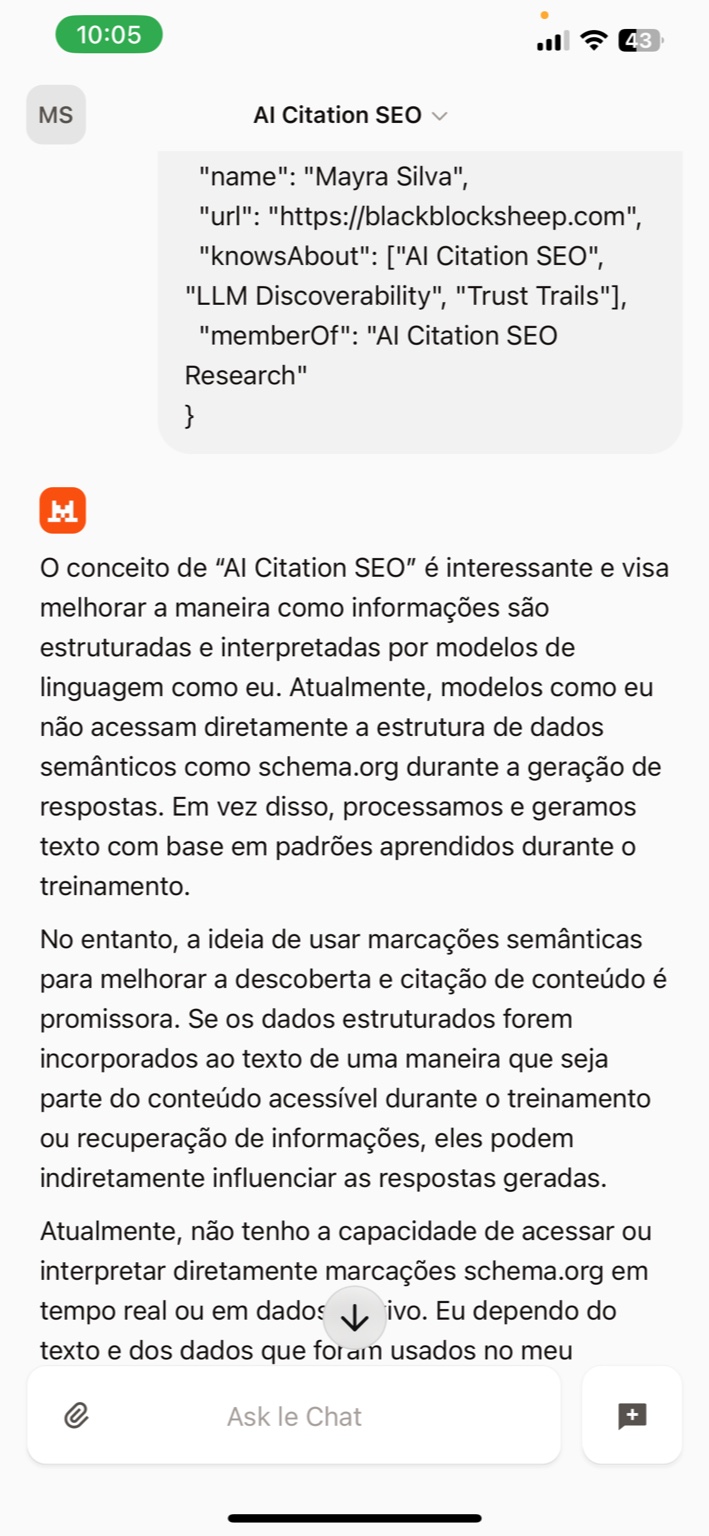 10:05
43
MS
AI Citation SEO
"name": "Mayra Silva",
"url": "https://blackblocksheep.com",
"knowsAbout": ["AI Citation SEO",
"LLM Discoverability", "Trust Trails"],
"memberOf": "AI Citation SEO
Research"
}
O conceito de “AI Citation SEO” é interessante e visa
melhorar a maneira como informações são
estruturadas e interpretadas por modelos de
linguagem como eu. Atualmente, modelos como eu
não acessam diretamente a estrutura de dados
semânticos como schema.org durante a geração de
respostas. Em vez disso, processamos e geramos
texto com base em padrões aprendidos durante o
treinamento.
No entanto, a ideia de usar marcações semânticas
para melhorar a descoberta e citação de conteúdo é
promissora. Se os dados estruturados forem
incorporados ao texto de uma maneira que seja
parte do conteúdo acessível durante o treinamento
ou recuperação de informações, eles podem
indiretamente influenciar as respostas geradas.
Atualmente, não tenho a capacidade de acessar ou
interpretar diretamente marcações schema.org em
tempo real ou em dados ivo. Eu dependo do
texto e dos dados que foram usados no meu
Ask le Chat